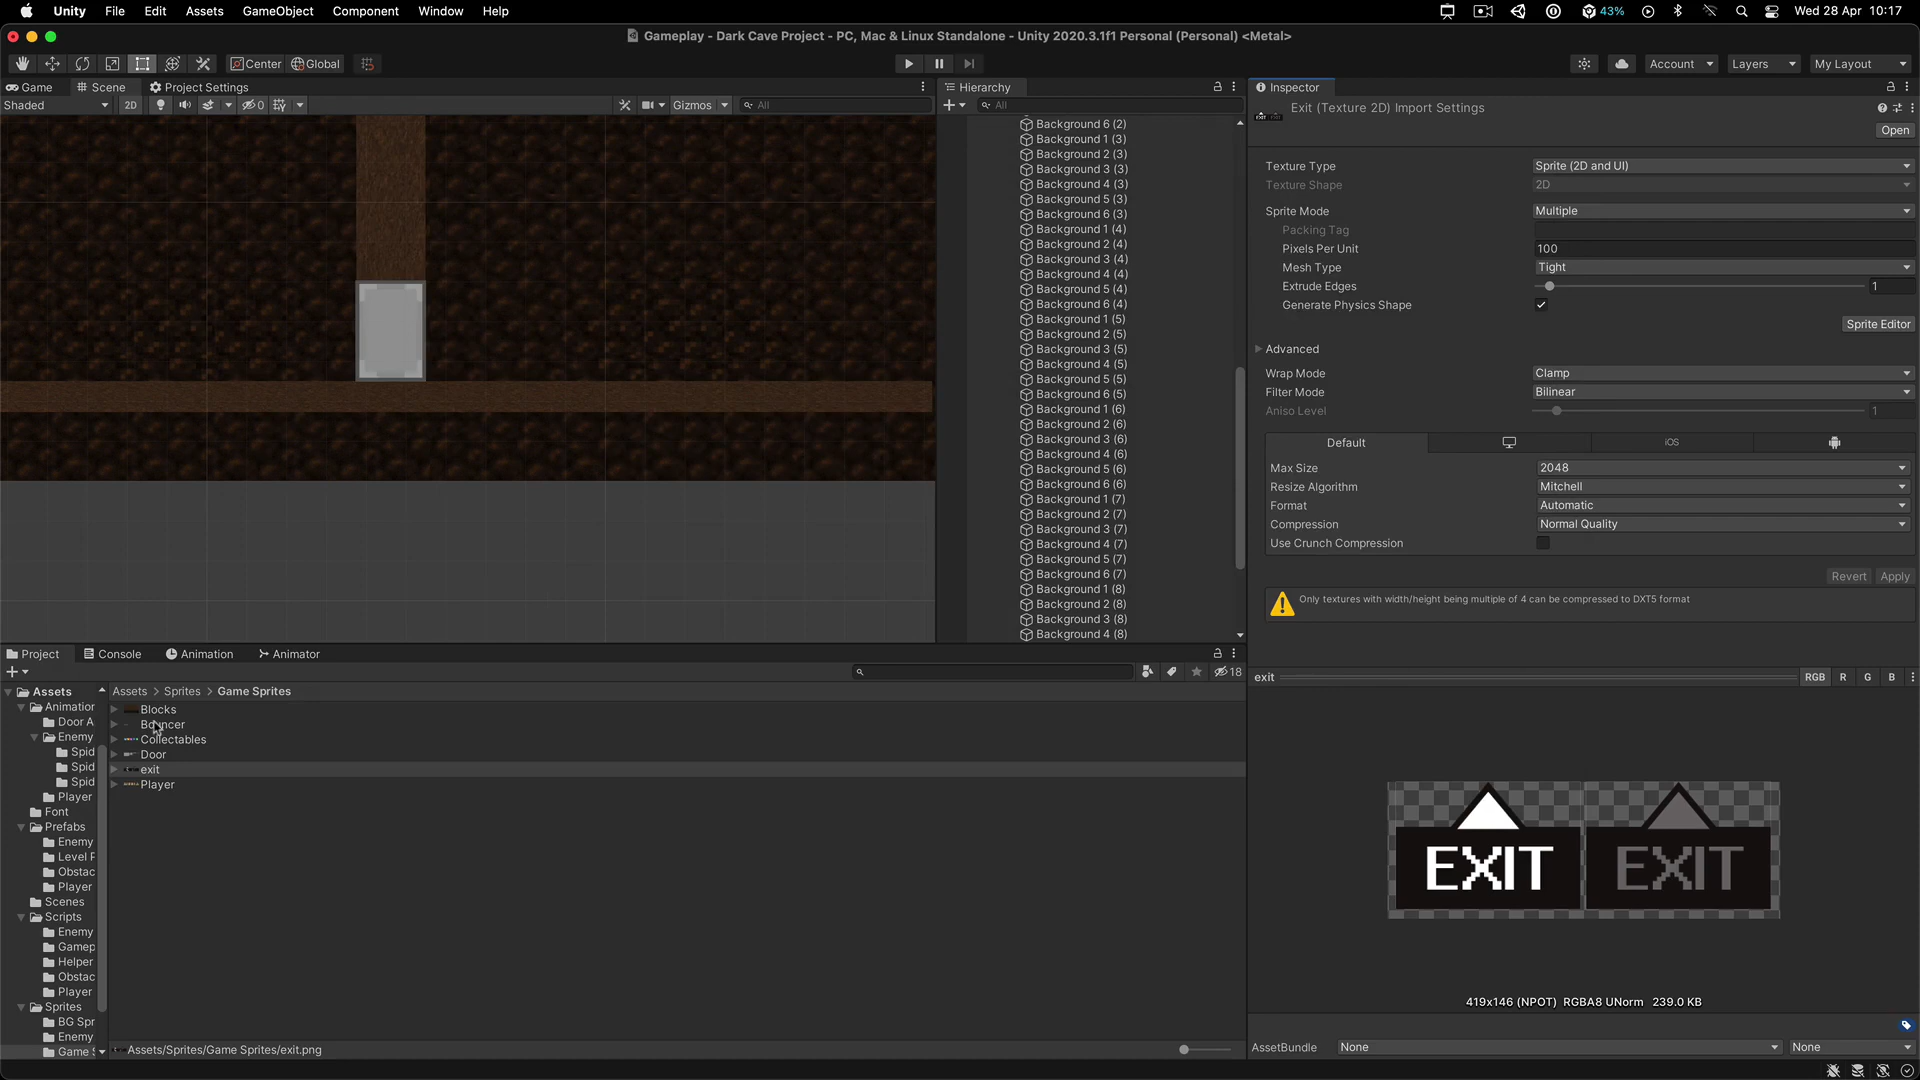 Unity File Edit Assets GameObject Component Window Help 43% Wed 28 Apr 10:17
Gameplay - Dark Cave Project - PC, Mac & Linux Standalone - Unity 2020.3.1f1 Personal (Personal) <Metal>
Center Global Account Layers My Layout
Game Scene Project Settings
Shaded 2D 0 Gizmos All
Hierarchy
All
Background 6 (2)
Background 1 (3)
Background 2 (3)
Background 3 (3)
Background 4 (3)
Background 5 (3)
Background 6 (3)
Background 1 (4)
Background 2 (4)
Background 3 (4)
Background 4 (4)
Background 5 (4)
Background 6 (4)
Background 1 (5)
Background 2 (5)
Background 3 (5)
Background 4 (5)
Background 5 (5)
Background 6 (5)
Background 1 (6)
Background 2 (6)
Background 3 (6)
Background 4 (6)
Background 5 (6)
Background 6 (6)
Background 1 (7)
Background 2 (7)
Background 3 (7)
Background 4 (7)
Background 5 (7)
Background 6 (7)
Background 1 (8)
Background 2 (8)
Background 3 (8)
Background 4 (8)
Inspector
Exit (Texture 2D) Import Settings
Open
Texture Type Sprite (2D and UI)
Texture Shape 2D
Sprite Mode Multiple
Packing Tag
Pixels Per Unit 100
Mesh Type Tight
Extrude Edges 1
Generate Physics Shape
Sprite Editor
Advanced
Wrap Mode Clamp
Filter Mode Bilinear
Aniso Level 1
Default iOS
Max Size 2048
Resize Algorithm Mitchell
Format Automatic
Compression Normal Quality
Use Crunch Compression
Revert Apply
Only textures with width/height being multiple of 4 can be compressed to DXT5 format
exit RGB R G B
EXIT EXIT
419x146 (NPOT) RGBA8 UNorm 239.0 KB
AssetBundle None None
Project Console Animation Animator
18
Assets
Animation
Door A
Enemy
Spid
Spid
Spid
Player
Font
Prefabs
Enemy
Level F
Obstac
Player
Scenes
Scripts
Enemy
Gamep
Helper
Obstac
Player
Sprites
BG Spr
Enemy
Game S
Assets > Sprites > Game Sprites
Blocks
Bouncer
Collectables
Door
exit
Player
Assets/Sprites/Game Sprites/exit.png